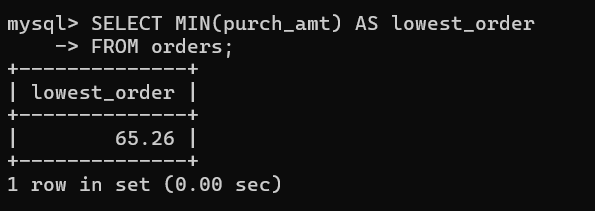 mysql> SELECT MIN(purch_amt) AS lowest_order
    -> FROM orders;
+--------------+
| lowest_order |
+--------------+
|        65.26 |
+--------------+
1 row in set (0.00 sec)